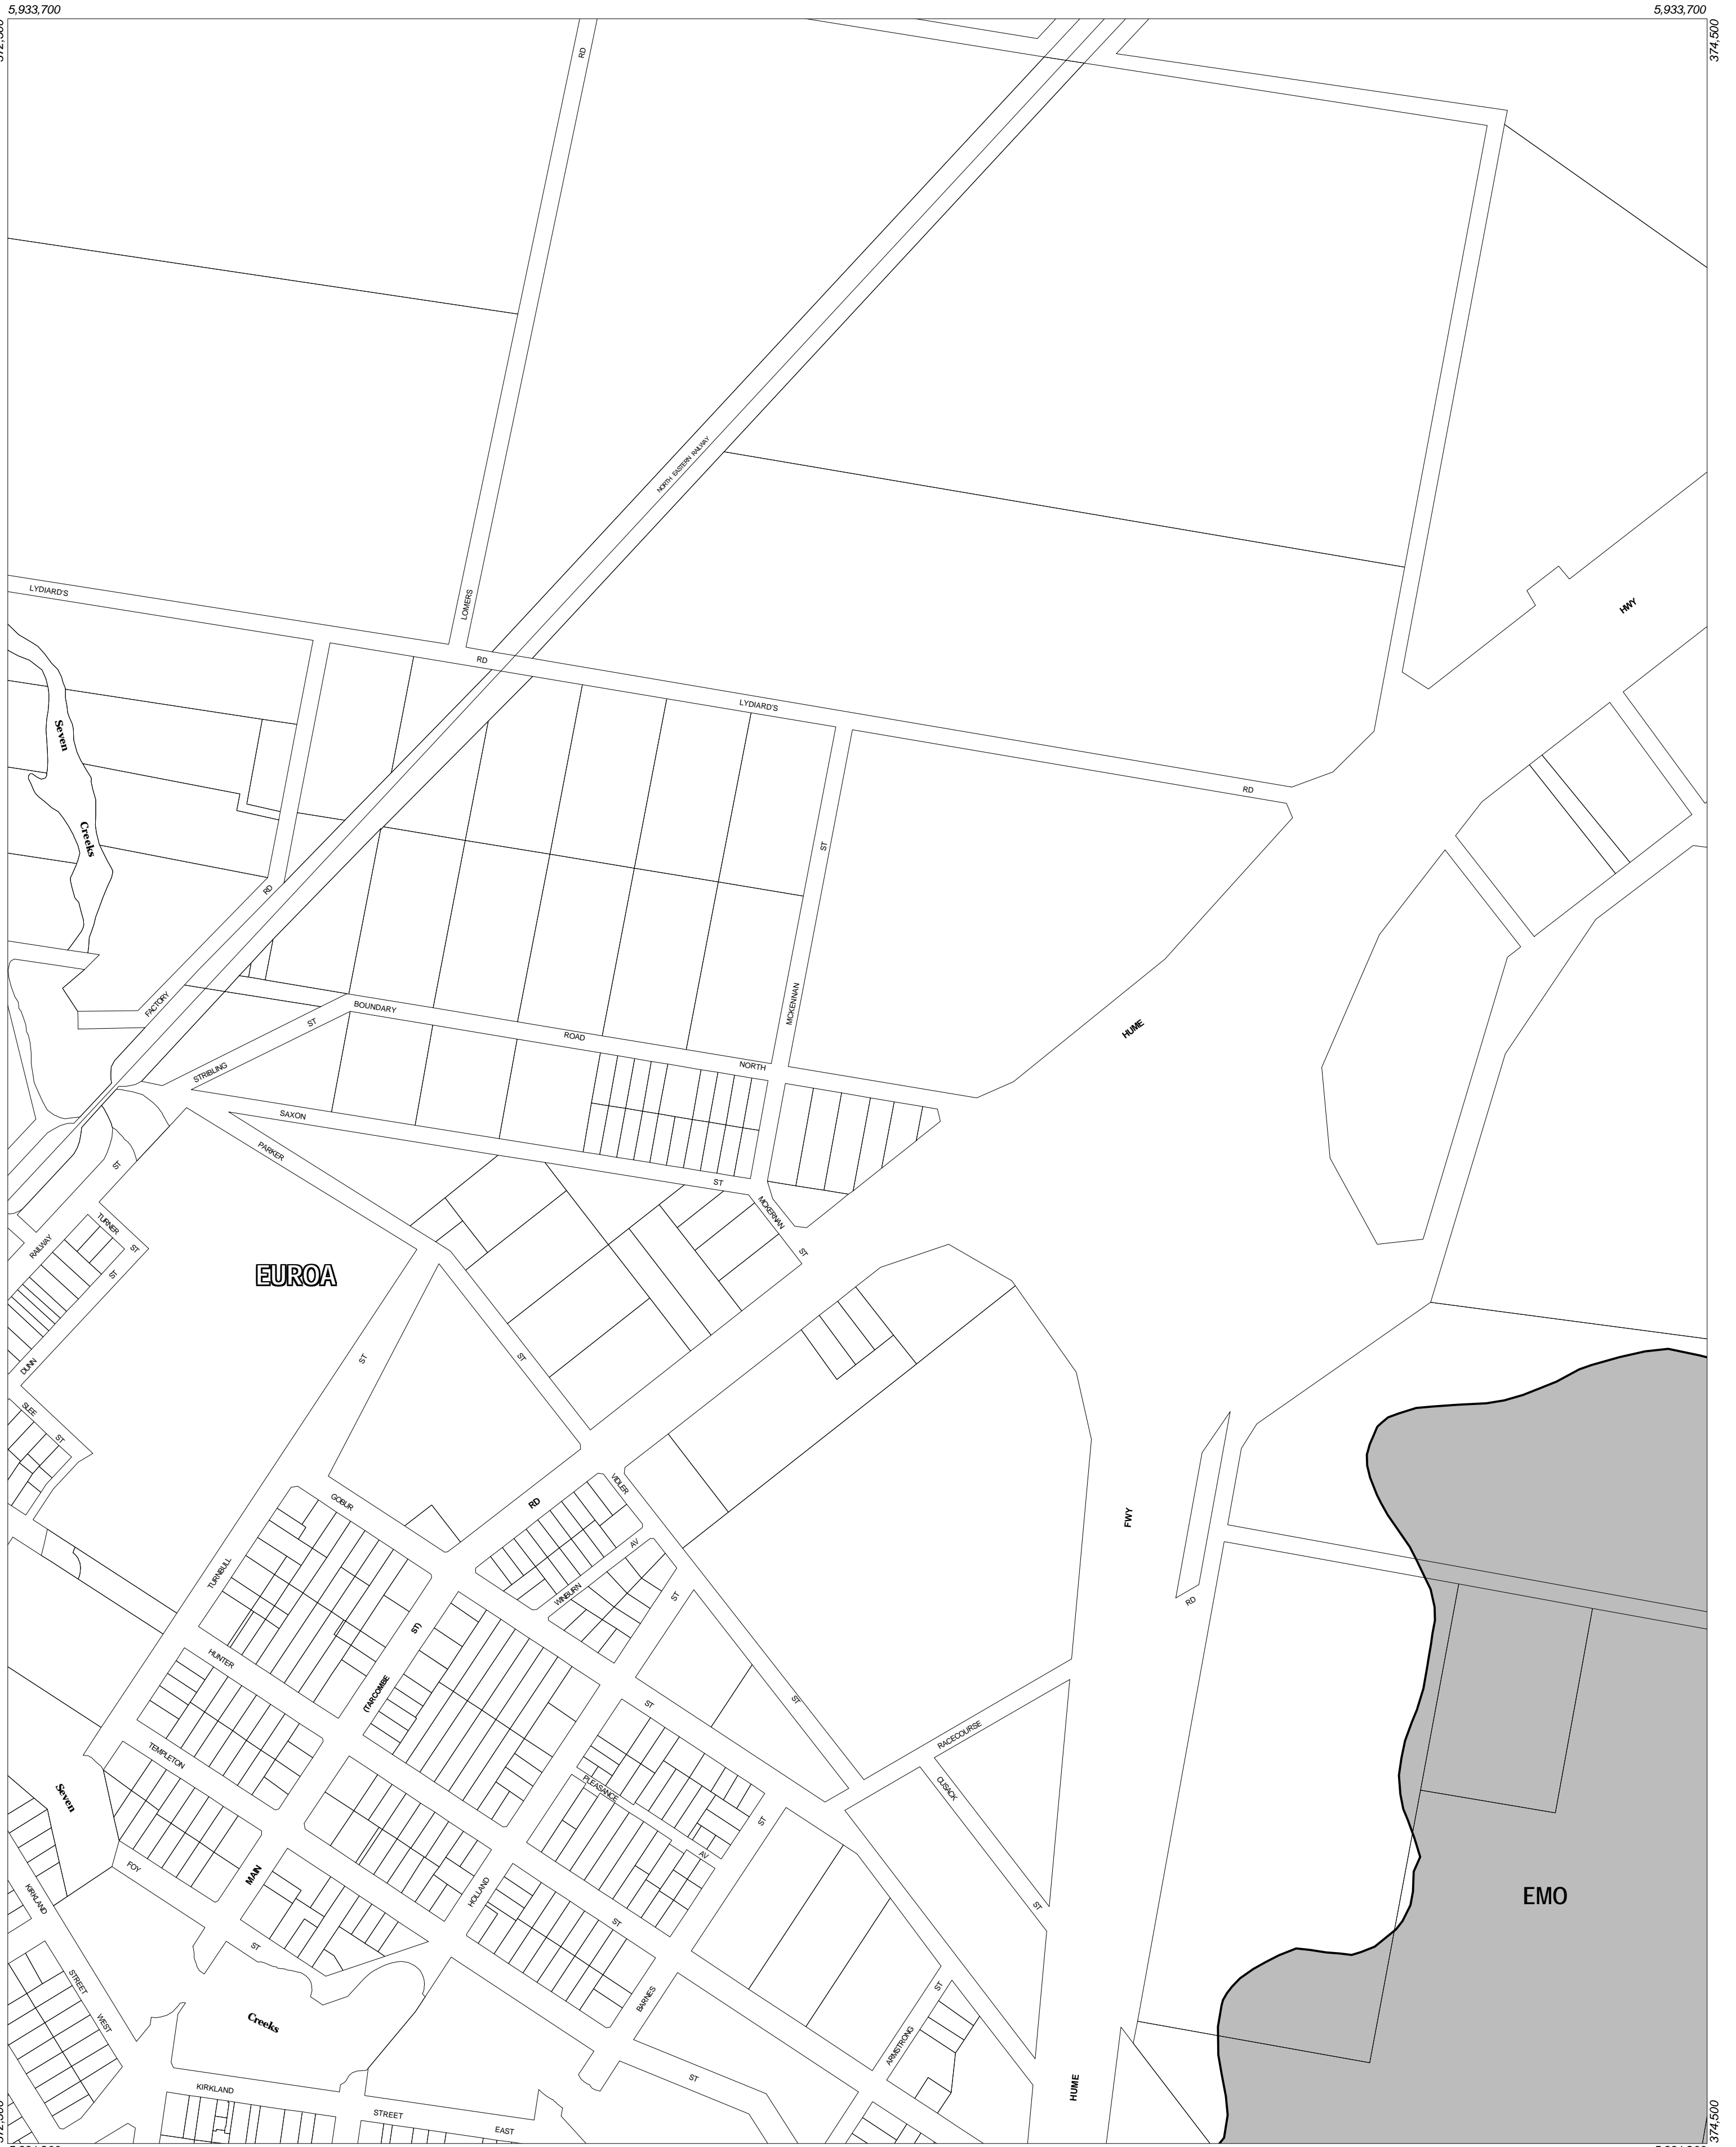 5,933,700
5,933,700
374,500
RD
NORTH EASTERN RAILWAY
LYDIARD'S
LOMERS
HWY
RD
LYDIARD'S
Seven
RD
Creeks
ST
RD
FACTORY
BOUNDARY
MCKENNAN
ST
ROAD
HUME
STRIBLING
NORTH
SAXON
PARKER
ST
ST
MCKERNAN
TURNER
RAILWAY
ST
ST
ST
EUROA
ST
ST
DUNN
SLEE
ST
VIDLER
GOBUR
RD
FWY
AV
TURNBULL
WINBURN
ST
RD
ST)
HUNTER
(TARCOMBE
ST
ST
RACECOURSE
TEMPLETON
PLEASANCE
CUSACK
Seven
ST
AV
FOY
MAIN
HOLLAND
EMO
KIRKLAND
ST
ST
ST
STREET
ST
BARNES
WEST
Creeks
ARMSTRONG
ST
HUME
KIRKLAND
STREET
EAST
374,500